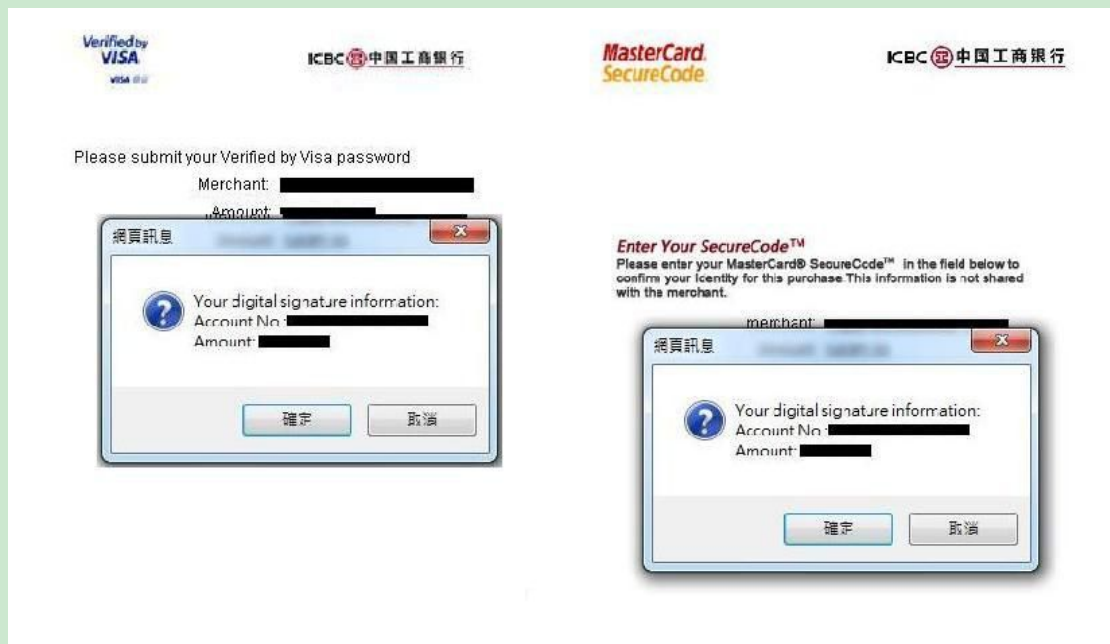 Verified by
VISA
VISA
ICBC 中国工商银行
Please submit your Verified by Visa password
Merchant:
Amount:
網頁訊息
Your digital signature information:
Account No.:
Amount:
確定
取消
MasterCard.
SecureCode.
ICBC 中国工商银行
Enter Your SecureCode™
Please enter your MasterCard® SecureCode™ in the field below to
confirm your identity for this purchase.This information is not shared
with the merchant.
merchant:
網頁訊息
Your digital signature information:
Account No.:
Amount:
確定
取消